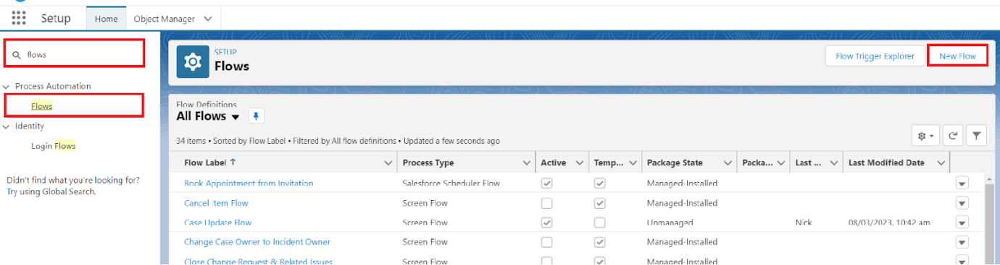 Setup Home Object Manager
flows
Process Automation
Flows
Identity
Login Flows
Didn't find what you're looking for?
Try using Global Search.
SETUP
Flows
Flow Trigger Explorer New Flow
Flow Definitions
All Flows
34 items • Sorted by Flow Label • Filtered by All flow definitions • Updated a few seconds ago
Flow Label ↑ Process Type Active Temp... Package State Packa... Last ... Last Modified Date
Book Appointment from Invitation Salesforce Scheduler Flow Managed-Installed
Cancel Item Flow Screen Flow Managed-Installed
Case Update Flow Screen Flow Unmanaged Nick 08/03/2023, 10:42 am
Change Case Owner to Incident Owner Screen Flow Managed-Installed
Close Change Request & Related Issues Screen Flow Managed-Installed